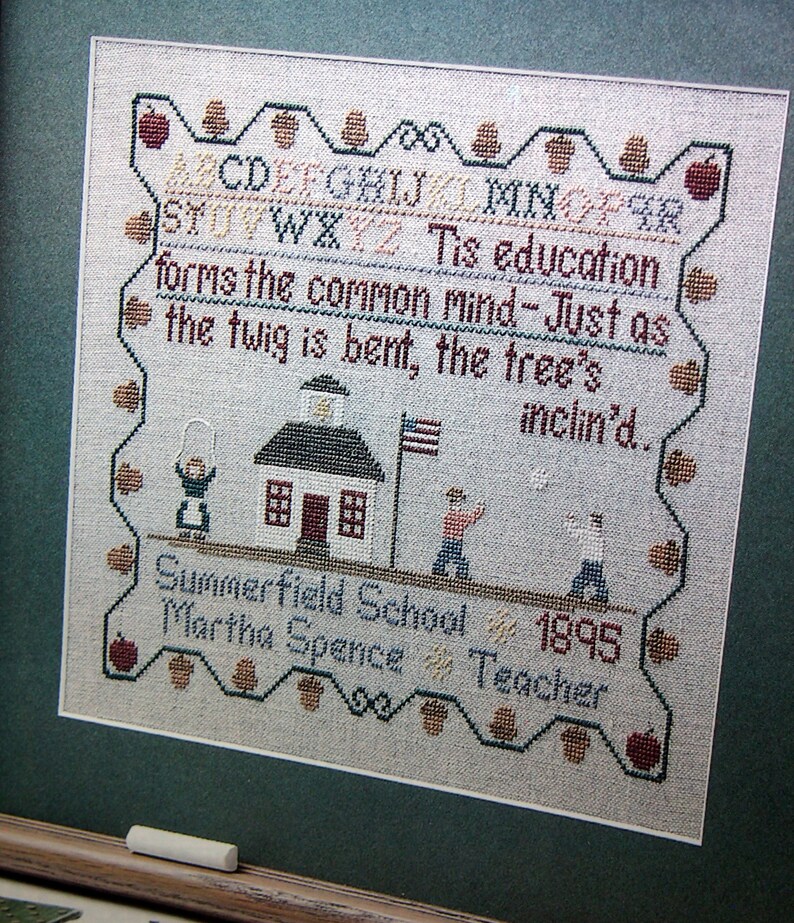 ABCDEFGHIJKLMNOPQR
STUVWXYZ 'Tis education
forms the common mind-Just as
the twig is bent, the tree's
inclin'd.
Summerfield School 1895
Martha Spence Teacher